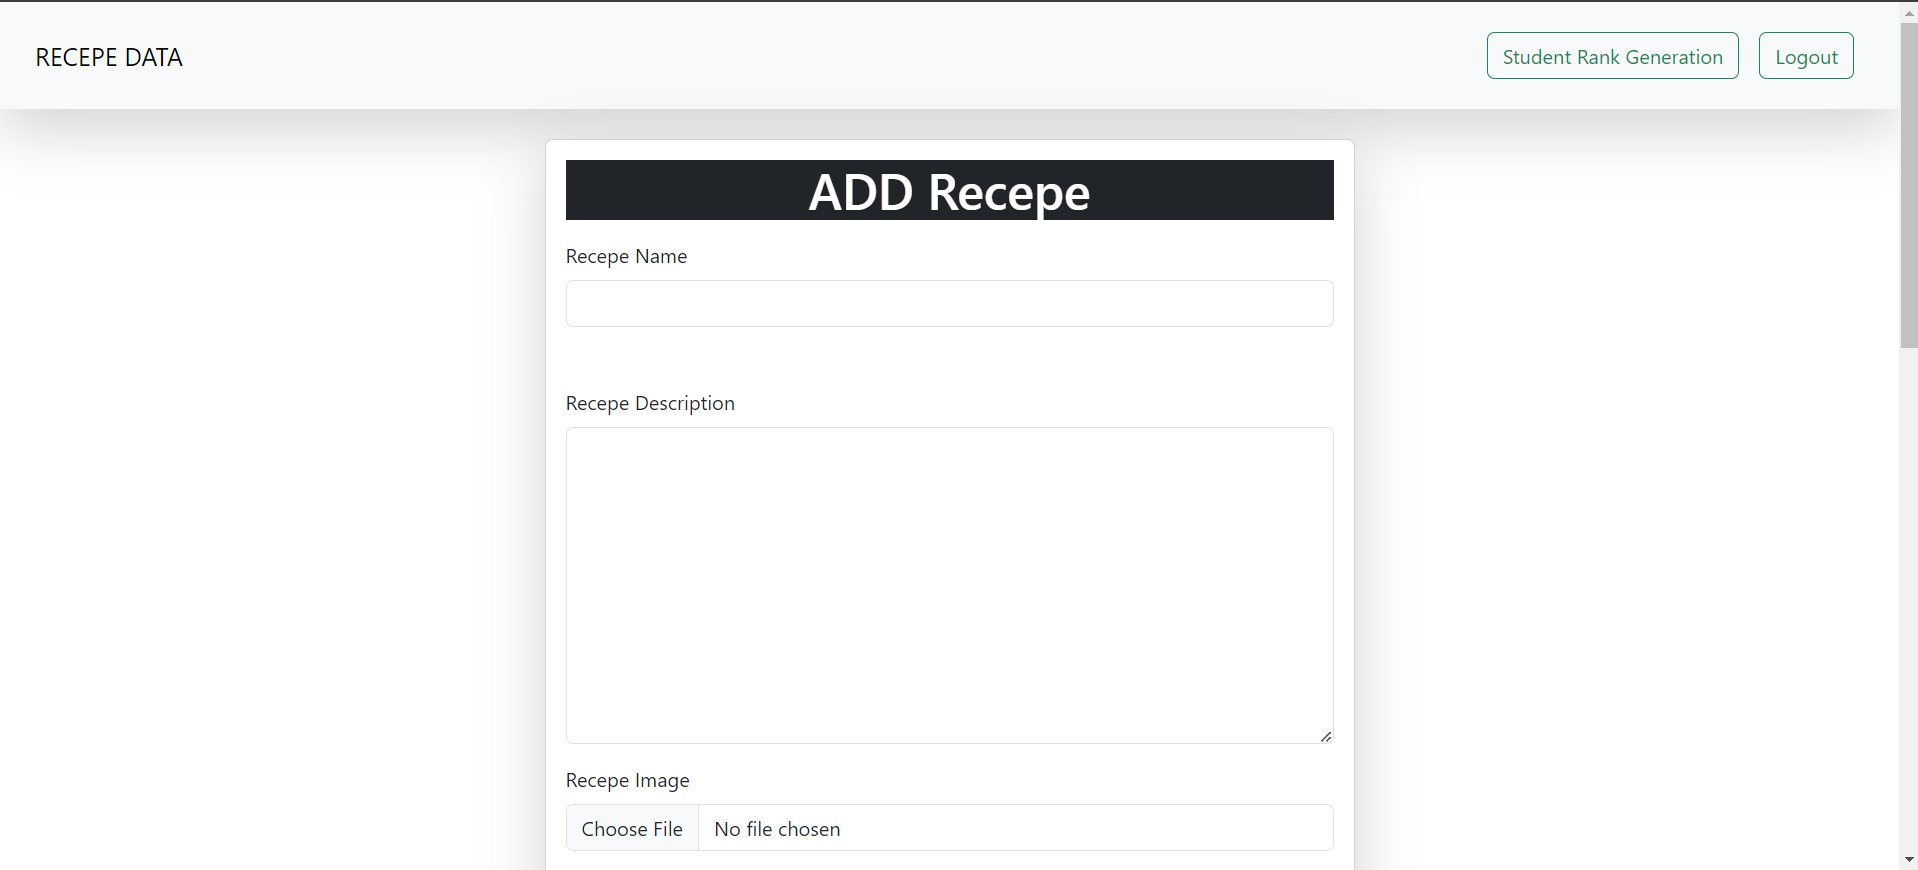 RECEPE DATA
Student Rank Generation
Logout
ADD Recepe
Recepe Name
Recepe Description
Recepe Image
Choose File No file chosen